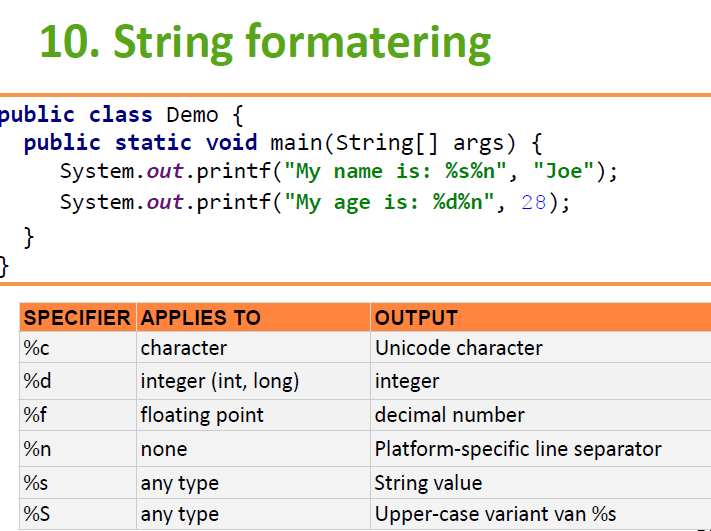 10. String formatering
public class Demo {
public static void main(String[] args) {
System.out.printf("My name is: %s%n", "Joe");
System.out.printf("My age is: %d%n", 28);
}
}
SPECIFIER APPLIES TO OUTPUT
%c character Unicode character
%d integer (int, long) integer
%f floating point decimal number
%n none Platform-specific line separator
%s any type String value
%S any type Upper-case variant van %s